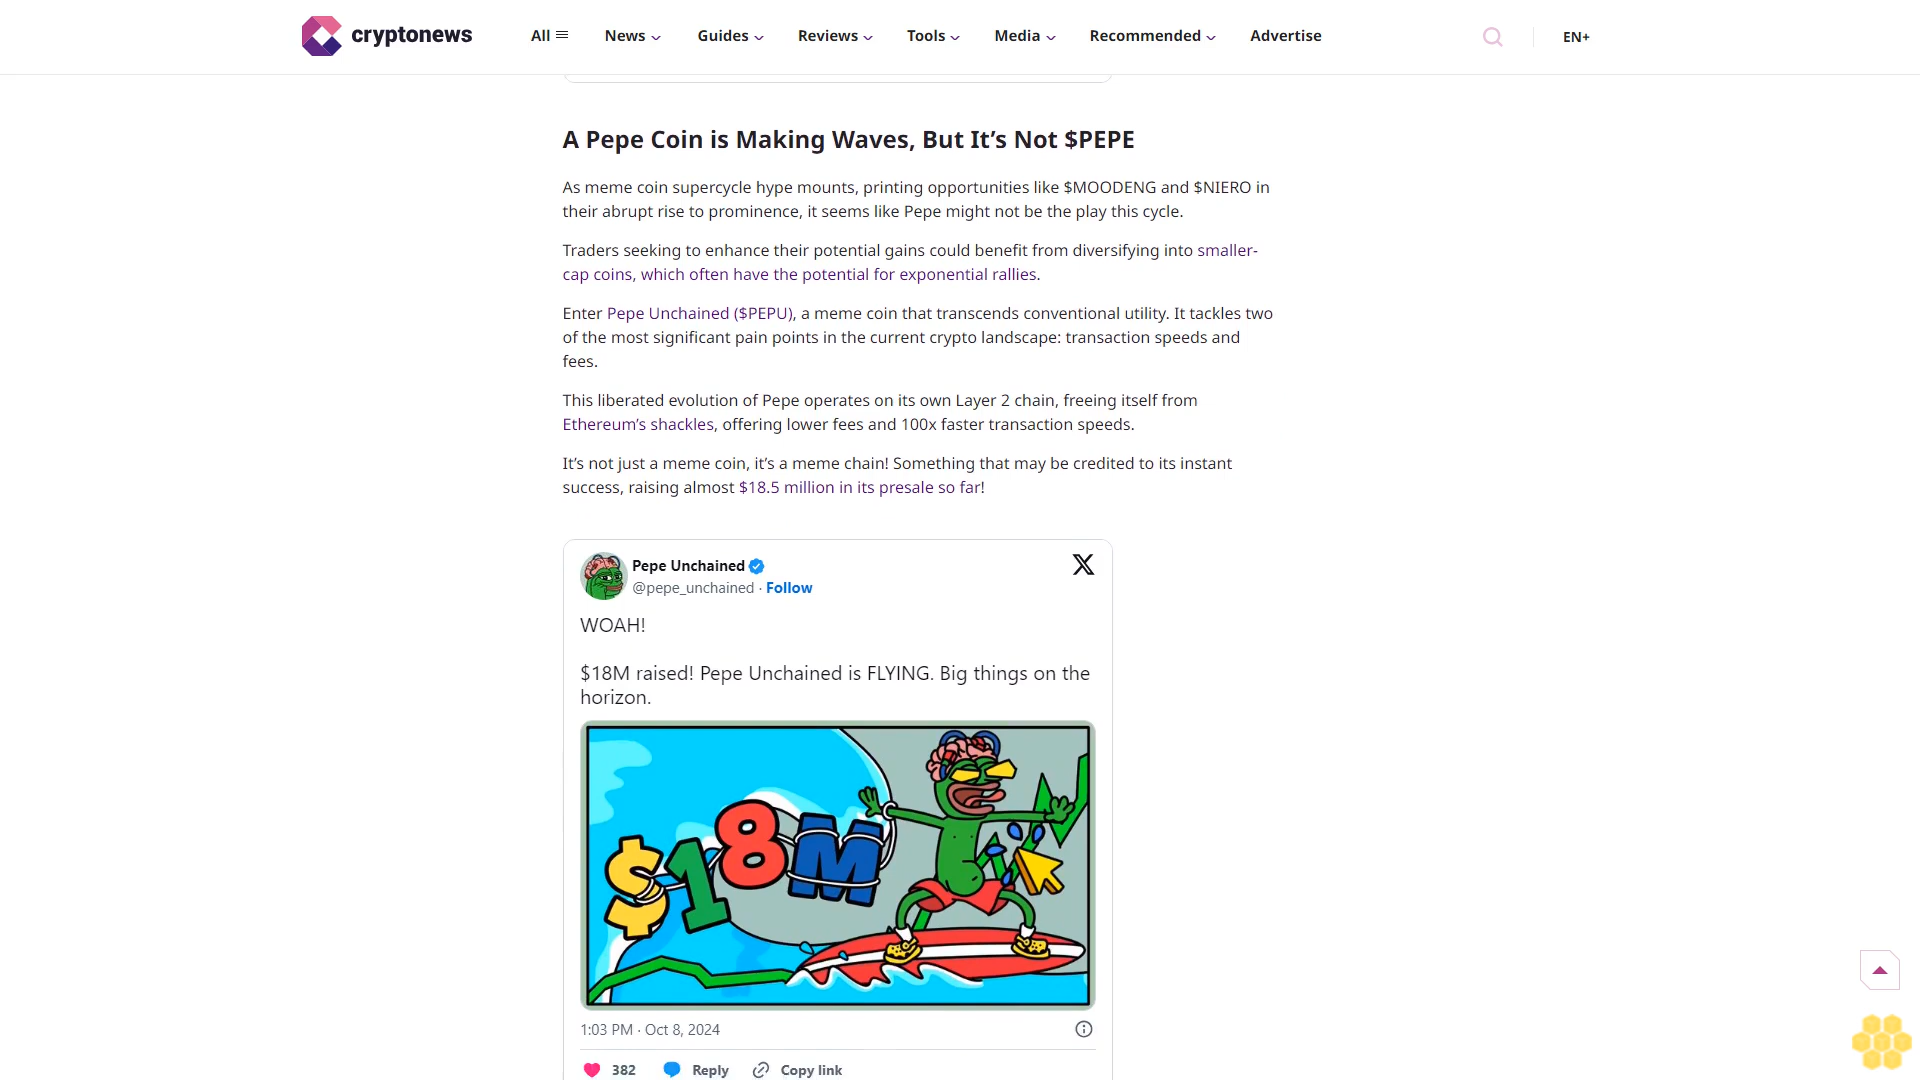 cryptonews
All
News
Guides
Reviews
Tools
Media
Recommended
Advertise
EN+
A Pepe Coin is Making Waves, But It’s Not $PEPE
As meme coin supercycle hype mounts, printing opportunities like $MOODENG and $NIERO in
their abrupt rise to prominence, it seems like Pepe might not be the play this cycle.
Traders seeking to enhance their potential gains could benefit from diversifying into smaller-
cap coins, which often have the potential for exponential rallies.
Enter Pepe Unchained ($PEPU), a meme coin that transcends conventional utility. It tackles two
of the most significant pain points in the current crypto landscape: transaction speeds and
fees.
This liberated evolution of Pepe operates on its own Layer 2 chain, freeing itself from
Ethereum’s shackles, offering lower fees and 100x faster transaction speeds.
It’s not just a meme coin, it’s a meme chain! Something that may be credited to its instant
success, raising almost $18.5 million in its presale so far!
Pepe Unchained
@pepe_unchained · Follow
WOAH!
$18M raised! Pepe Unchained is FLYING. Big things on the
horizon.
$18M
1:03 PM · Oct 8, 2024
382
Reply
Copy link